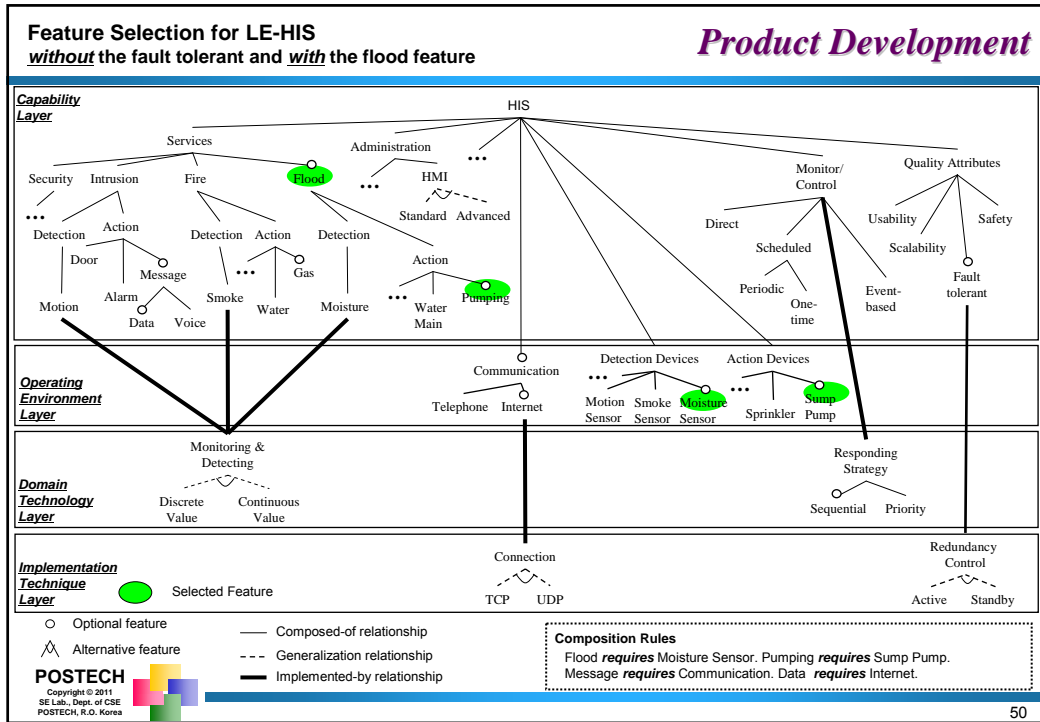 Feature Selection for LE-HIS
without the fault tolerant and with the flood feature
Product Development
Capability
Layer
HIS
Services
Administration
•••
Monitor/
Control
Quality Attributes
Security
Intrusion
Fire
Flood
•••
HMI
Standard
Advanced
Direct
Scheduled
Periodic
One-
time
Event-
based
Usability
Scalability
Safety
Fault
tolerant
•••
Detection
Action
Door
Message
Motion
Alarm
Data
Voice
Detection
Action
•••
Gas
Smoke
Water
Detection
Action
Moisture
•••
Water
Main
Pumping
Operating
Environment
Layer
Communication
Telephone
Internet
Detection Devices
•••
Motion
Sensor
Smoke
Sensor
Moisture
Sensor
Action Devices
•••
Sprinkler
Sump
Pump
Domain
Technology
Layer
Monitoring &
Detecting
Discrete
Value
Continuous
Value
Responding
Strategy
Sequential
Priority
Implementation
Technique
Layer
Selected Feature
Connection
TCP
UDP
Redundancy
Control
Active
Standby
Optional feature
Alternative feature
Composed-of relationship
Generalization relationship
Implemented-by relationship
Composition Rules
Flood requires Moisture Sensor. Pumping requires Sump Pump.
Message requires Communication. Data requires Internet.
POSTECH
Copyright © 2011
SE Lab., Dept. of CSE
POSTECH, R.O. Korea
50